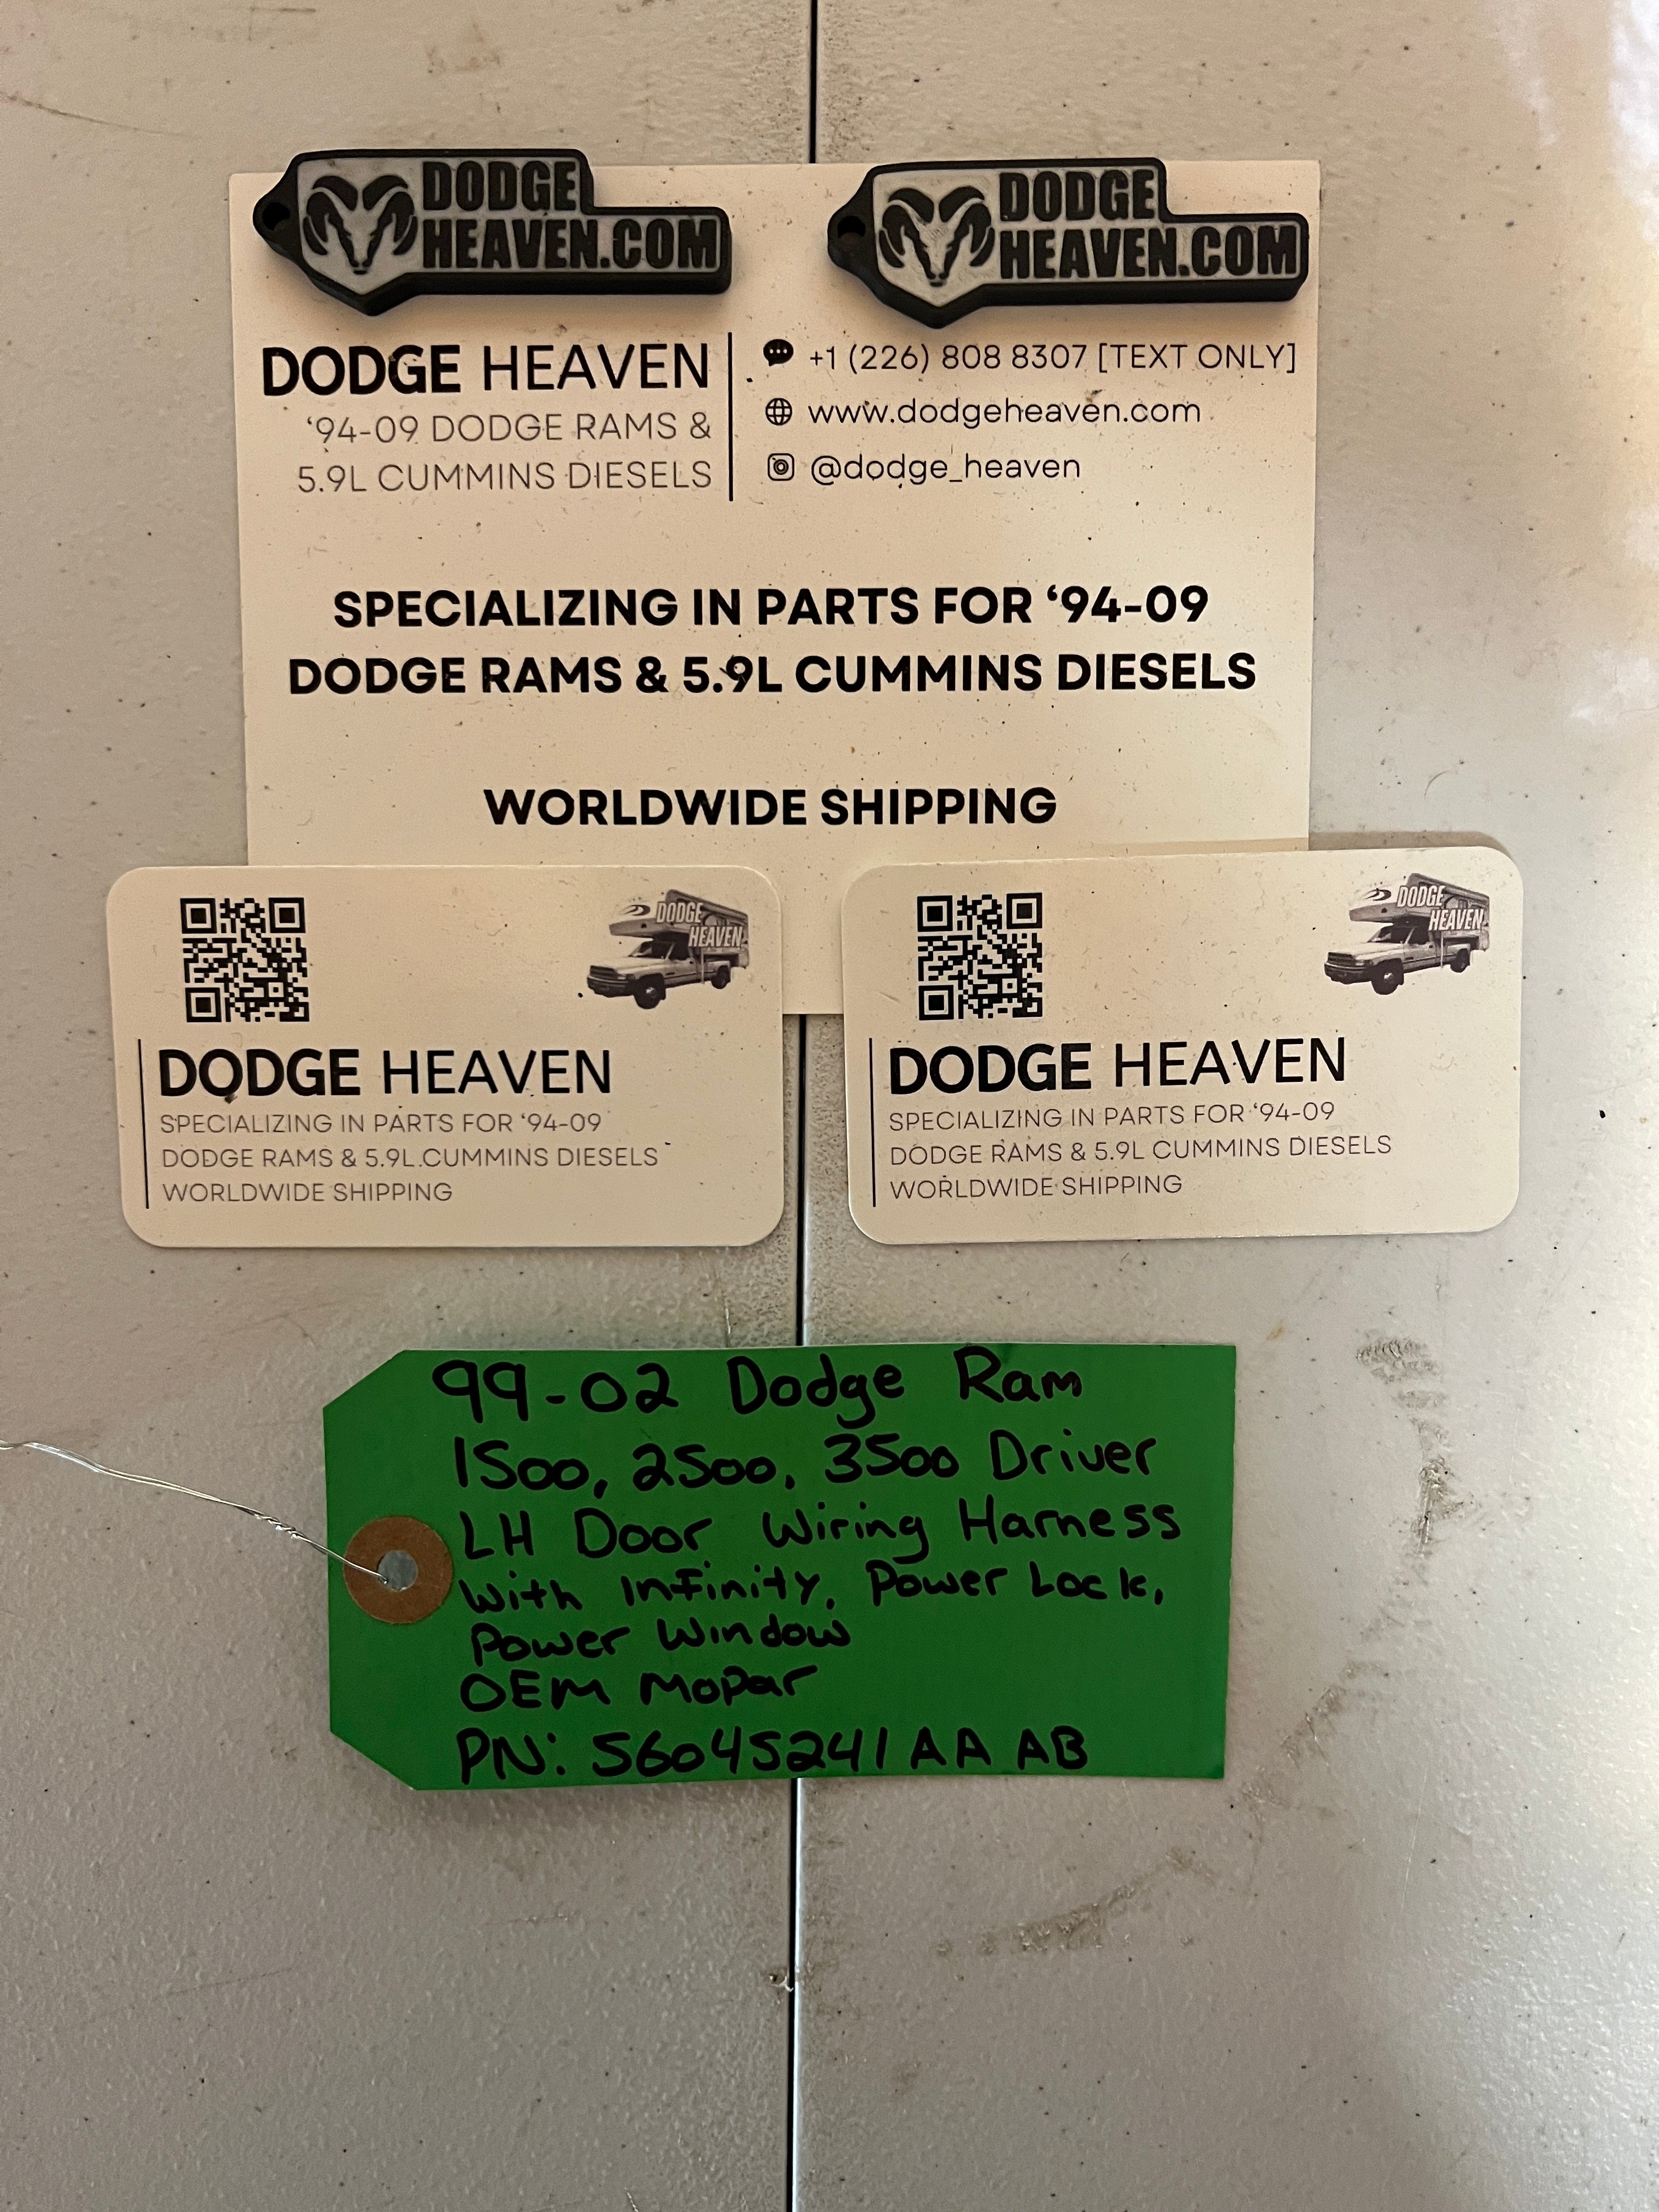 DODGE
HEAVEN.COM
DODGE
HEAVEN.COM
DODGE HEAVEN
‘94-09 DODGE RAMS &
5.9L CUMMINS DIESELS
+1 (226) 808 8307 [TEXT ONLY]
www.dodgeheaven.com
@dodge_heaven
SPECIALIZING IN PARTS FOR ‘94-09
DODGE RAMS & 5.9L CUMMINS DIESELS
WORLDWIDE SHIPPING
DODGE
HEAVEN
DODGE HEAVEN
SPECIALIZING IN PARTS FOR ‘94-09
DODGE RAMS & 5.9L CUMMINS DIESELS
WORLDWIDE SHIPPING
DODGE
HEAVEN
DODGE HEAVEN
SPECIALIZING IN PARTS FOR ‘94-09
DODGE RAMS & 5.9L CUMMINS DIESELS
WORLDWIDE SHIPPING
99-02 Dodge Ram
1500, 2500, 3500 Driver
LH Door Wiring Harness
With Infinity, Power Lock,
Power Window
OEM Mopar
PN: 56045241AA AB